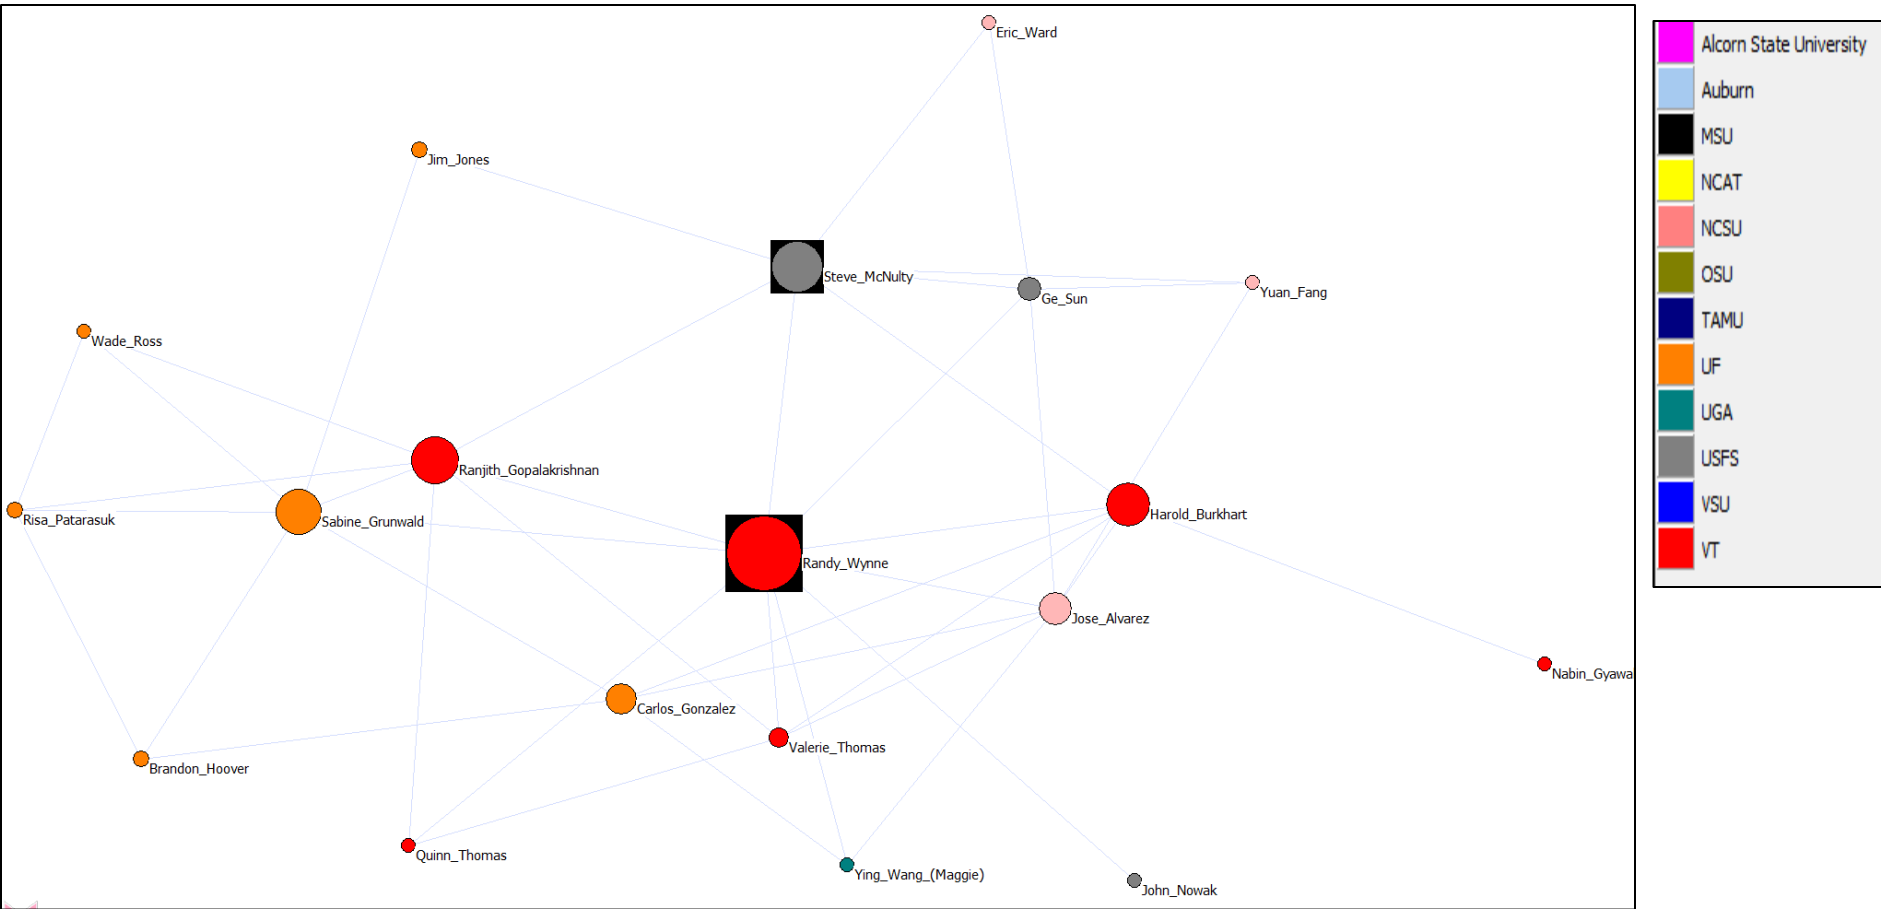 Eric_Ward
Jim_Jones
Steve_McNulty
Ge_Sun
Yuan_Fang
Wade_Ross
Ranjith_Gopalakrishnan
Risa_Patarasuk
Sabine_Grunwald
Harold_Burkhart
Randy_Wynne
Jose_Alvarez
Nabin_Gyawa
Carlos_Gonzalez
Valerie_Thomas
Brandon_Hoover
Quinn_Thomas
Ying_Wang_(Maggie)
John_Nowak
Alcorn State University
Auburn
MSU
NCAT
NCSU
OSU
TAMU
UF
UGA
USFS
VSU
VT